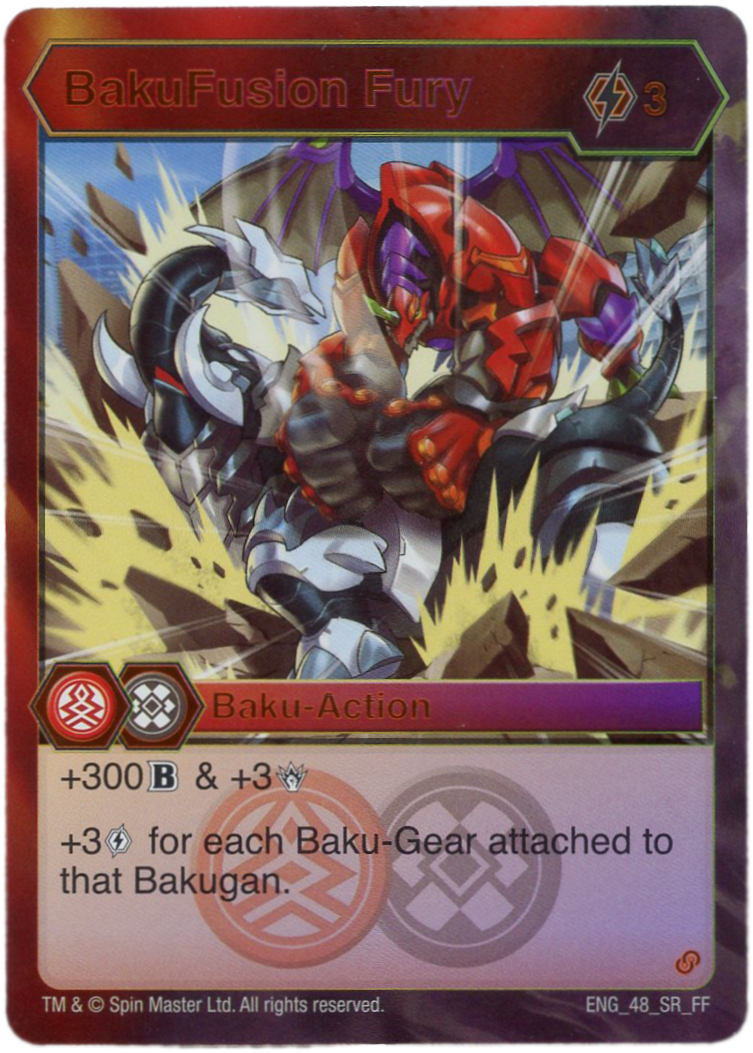 BakuFusion Fury
3
Baku-Action
+300 B & +3
+3 for each Baku-Gear attached to
that Bakugan.
TM & © Spin Master Ltd. All rights reserved.
ENG_48_SR_FF